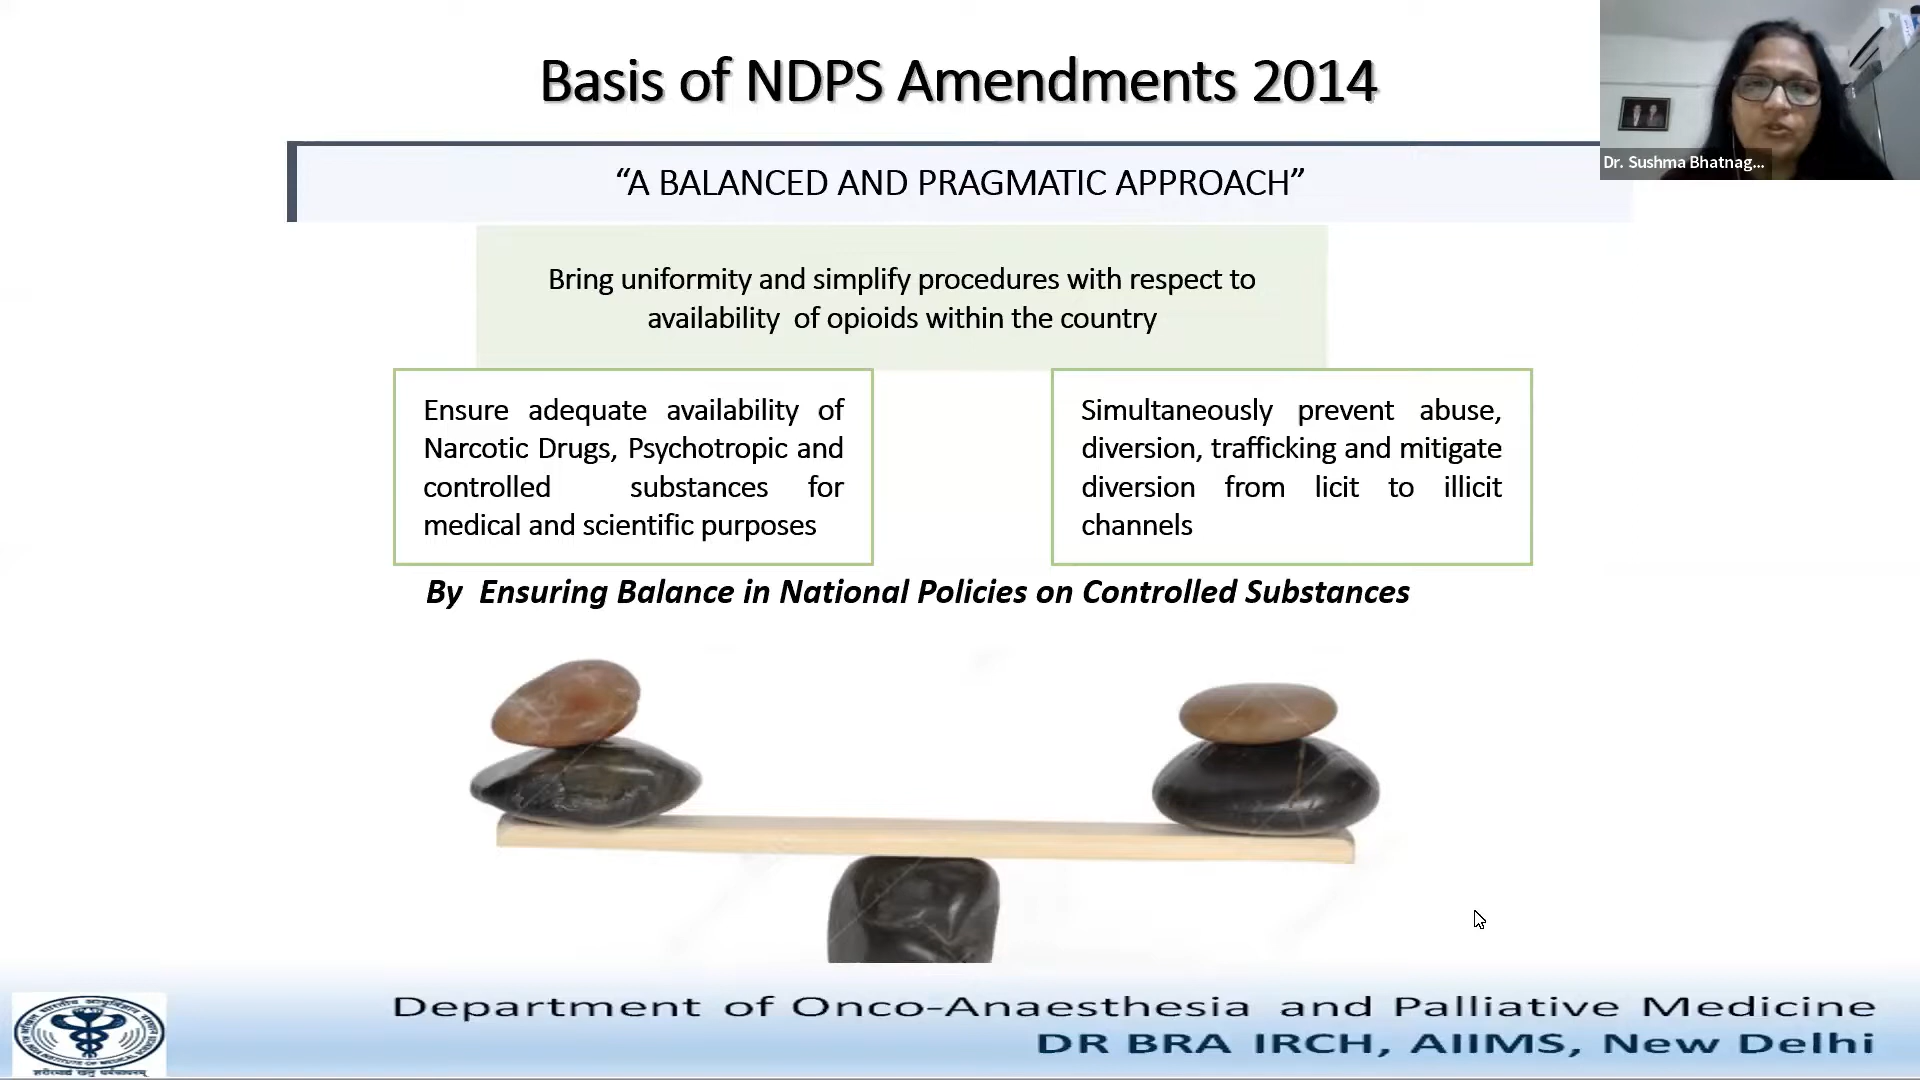 Basis of NDPS Amendments 2014
Dr. Sushma Bhatnag...
“A BALANCED AND PRAGMATIC APPROACH”
Bring uniformity and simplify procedures with respect to
availability of opioids within the country
Ensure adequate availability of
Narcotic Drugs, Psychotropic and
controlled substances for
medical and scientific purposes
Simultaneously prevent abuse,
diversion, trafficking and mitigate
diversion from licit to illicit
channels
By Ensuring Balance in National Policies on Controlled Substances
Department of Onco-Anaesthesia and Palliative Medicine
DR BRA IRCH, AIIMS, New Delhi